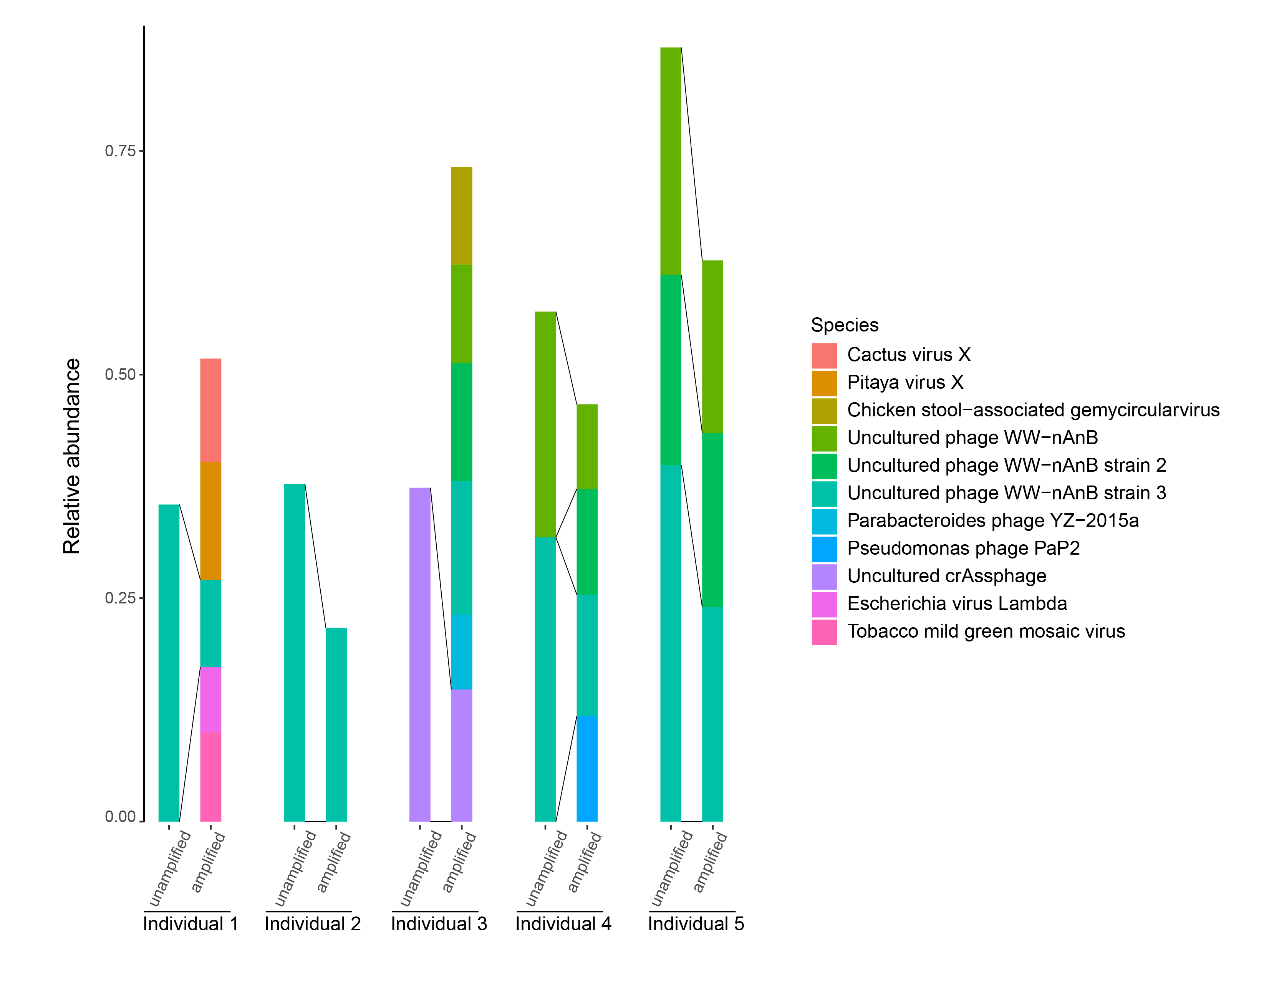 0.75
0.50
0.25
0.00
Relative abundance
unamplified
amplified
unamplified
amplified
unamplified
amplified
unamplified
amplified
unamplified
amplified
Individual 1
Individual 2
Individual 3
Individual 4
Individual 5
Species
Cactus virus X
Pitaya virus X
Chicken stool−associated gemycircularvirus
Uncultured phage WW−nAnB
Uncultured phage WW−nAnB strain 2
Uncultured phage WW−nAnB strain 3
Parabacteroides phage YZ−2015a
Pseudomonas phage PaP2
Uncultured crAssphage
Escherichia virus Lambda
Tobacco mild green mosaic virus